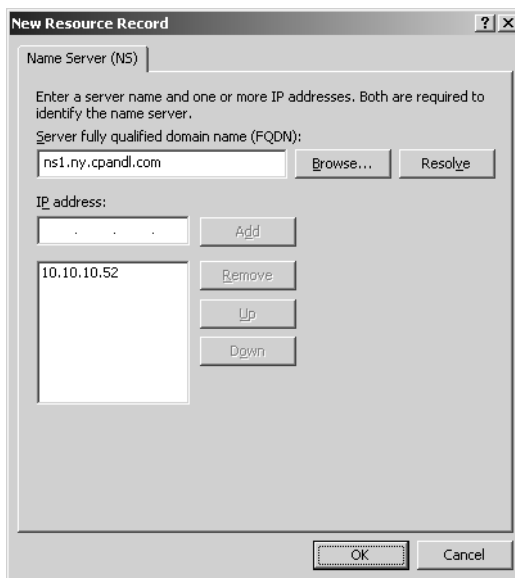 New Resource Record
Name Server (NS)
Enter a server name and one or more IP addresses. Both are required to
identify the name server.
Server fully qualified domain name (FQDN):
ns1.ny.cpandl.com
Browse...
Resolve
IP address:
. . .
Add
10.10.10.52
Remove
Up
Down
OK
Cancel